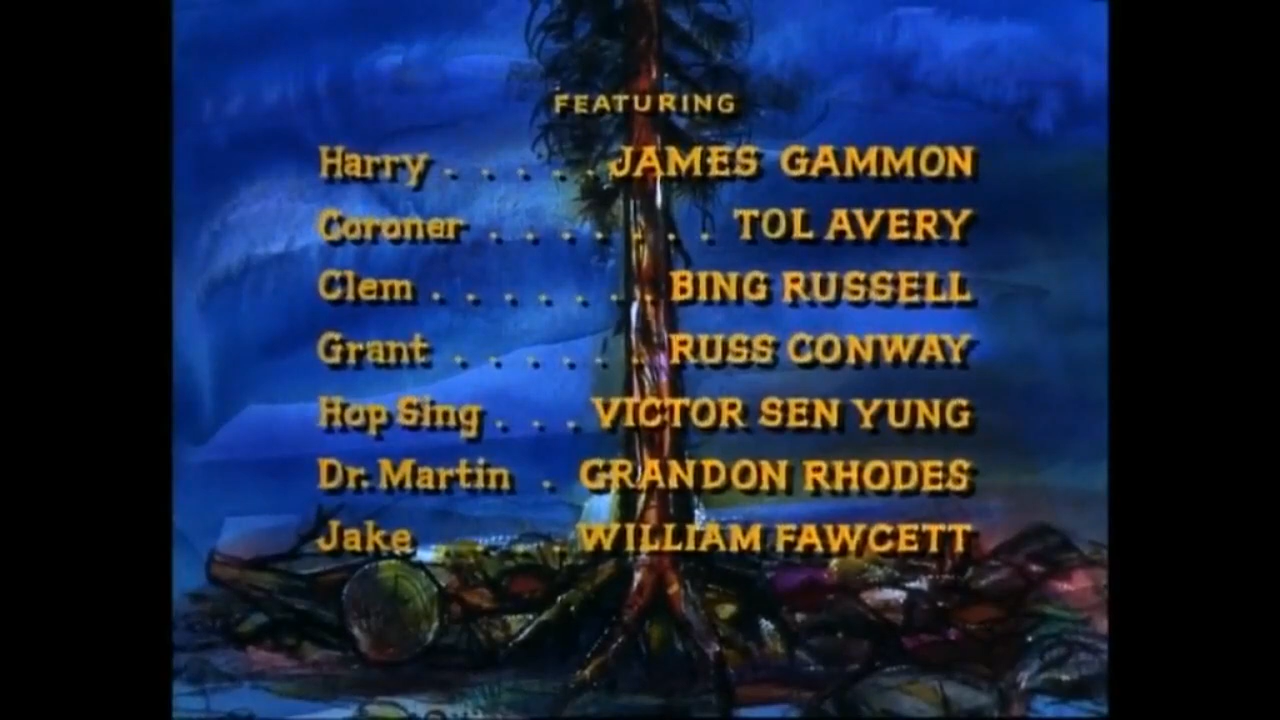 FEATURING
Harry . . . . . JAMES GAMMON
Coroner . . . . . . . TOL AVERY
Clem . . . . . . . BING RUSSELL
Grant . . . . . . RUSS CONWAY
Hop Sing . . . VICTOR SEN YUNG
Dr. Martin . GRANDON RHODES
Jake . . . . WILLIAM FAWCETT